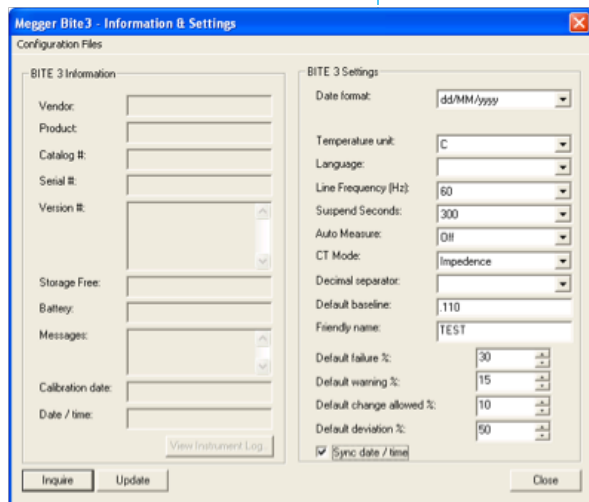 Megger Bite3 - Information & Settings
Configuration Files
BITE 3 Information
Vendor:
Product:
Catalog #:
Serial #:
Version #:
Storage Free:
Battery:
Messages:
Calibration date:
Date / time:
View Instrument Log...
BITE 3 Settings
Date format: dd/MM/yyyy
Temperature unit: C
Language:
Line Frequency (Hz): 60
Suspend Seconds: 300
Auto Measure: Off
CT Mode: Impedence
Decimal separator:
Default baseline: .110
Friendly name: TEST
Default failure %: 30
Default warning %: 15
Default change allowed %: 10
Default deviation %: 50
Sync date / time
Inquire
Update
Close